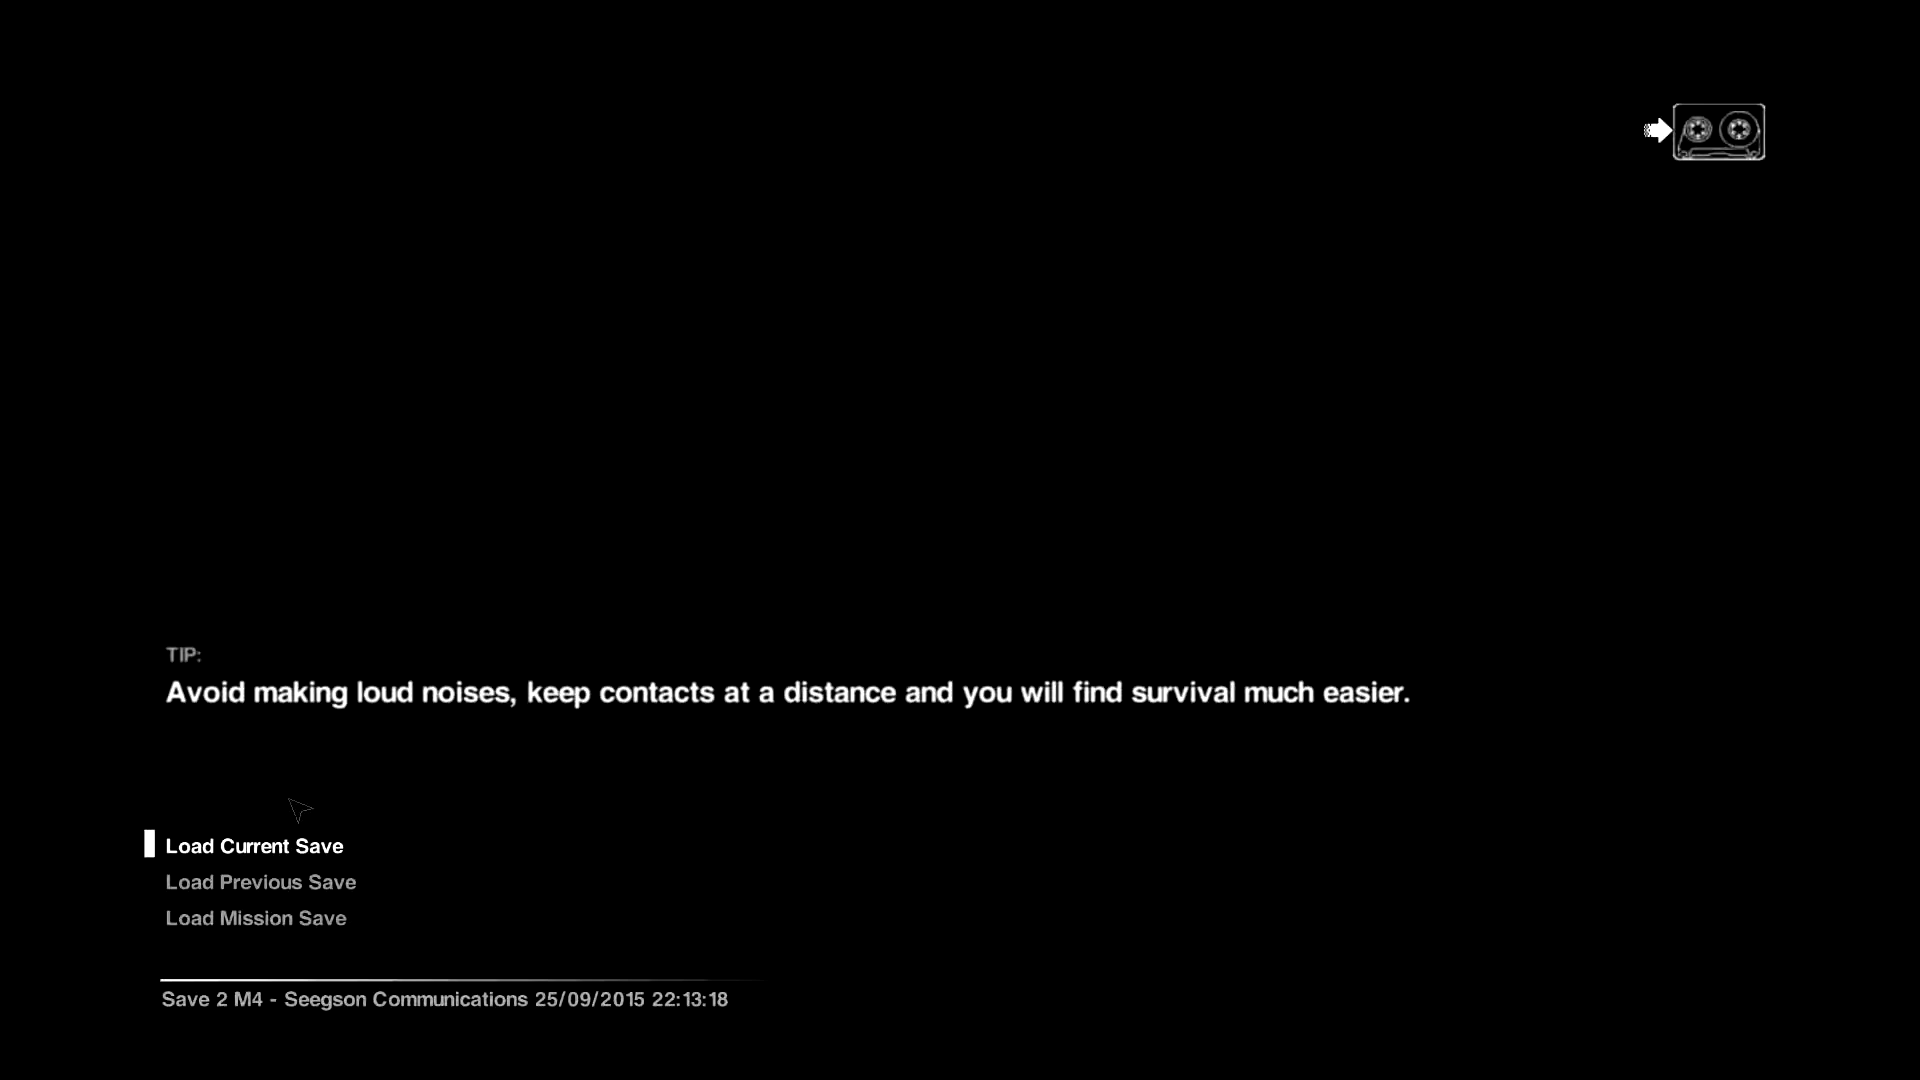 TIP:
Avoid making loud noises, keep contacts at a distance and you will find survival much easier.
Load Current Save
Load Previous Save
Load Mission Save
Save 2 M4 - Seegson Communications 25/09/2015 22:13:18